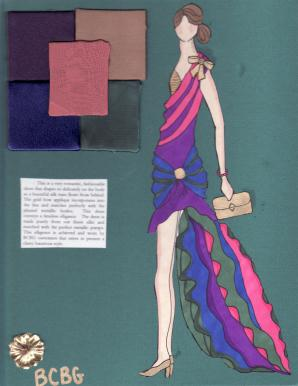 This is a very romantic, fashionable
dress that drapes so delicately on the body
as a beautiful silk train flows from behind.
The gold bow applique incorporates into
the line and matches perfectly with the
pleated metallic bodice. This dress
conveys a timeless elegance. The dress is
made purely from our finest silks and
matched with the perfect metallic pumps.
This elegance is achieved and worn by
BCBG customers that strive to possess a
classy luxurious style.
BCBG